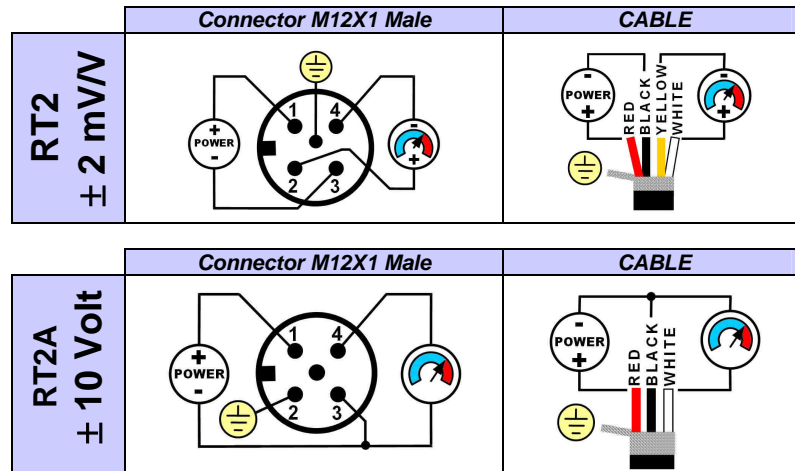 Connector M12X1 Male
CABLE
RT2
± 2 mV/V
1
4
2
3
+
POWER
-
-
+
-
POWER
+
RED
BLACK
YELLOW
WHITE
-
+
Connector M12X1 Male
CABLE
RT2A
± 10 Volt
1
4
2
3
+
POWER
-
-
POWER
+
RED
BLACK
WHITE